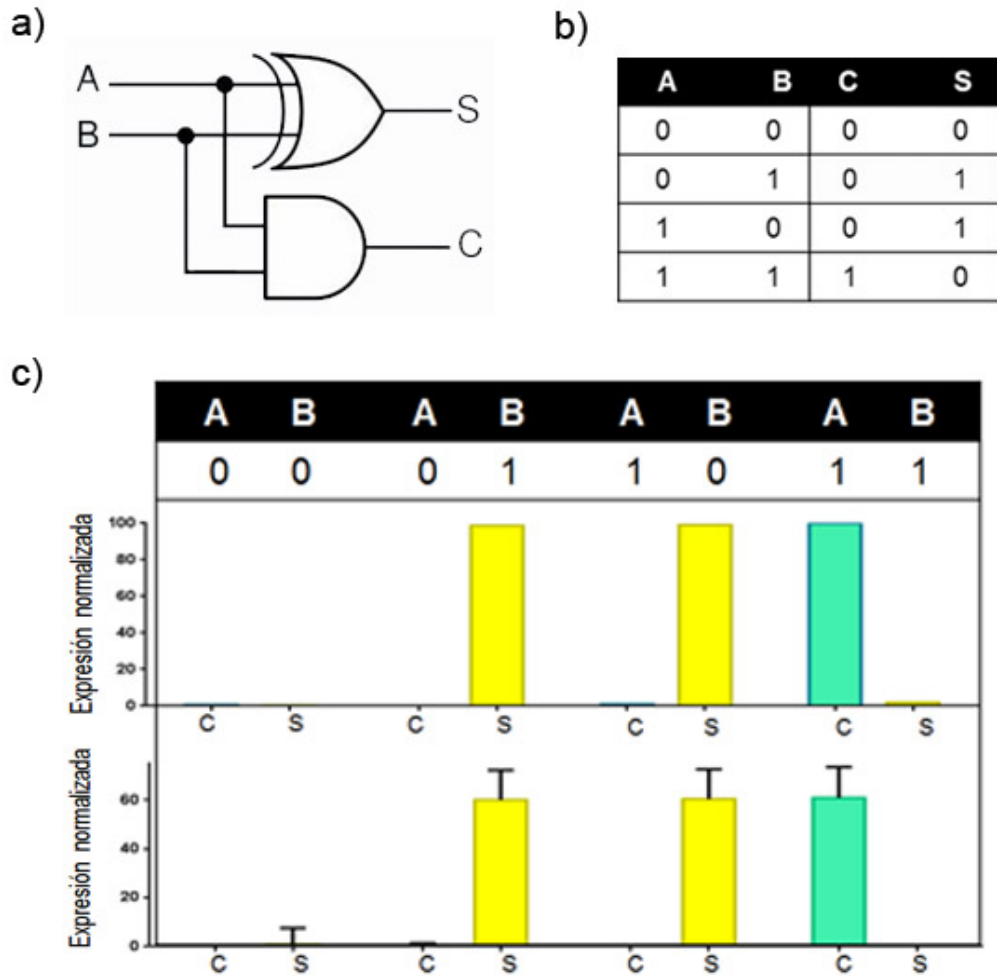 a)
A
B
S
C
b)
A B C S
0 0 0 0
0 1 0 1
1 0 0 1
1 1 1 0
c)
A B A B A B A B
0 0 0 1 1 0 1 1
Expresión normalizada
100
80
60
40
20
0
C S C S C S C S
Expresión normalizada
60
40
20
0
C S C S C S C S